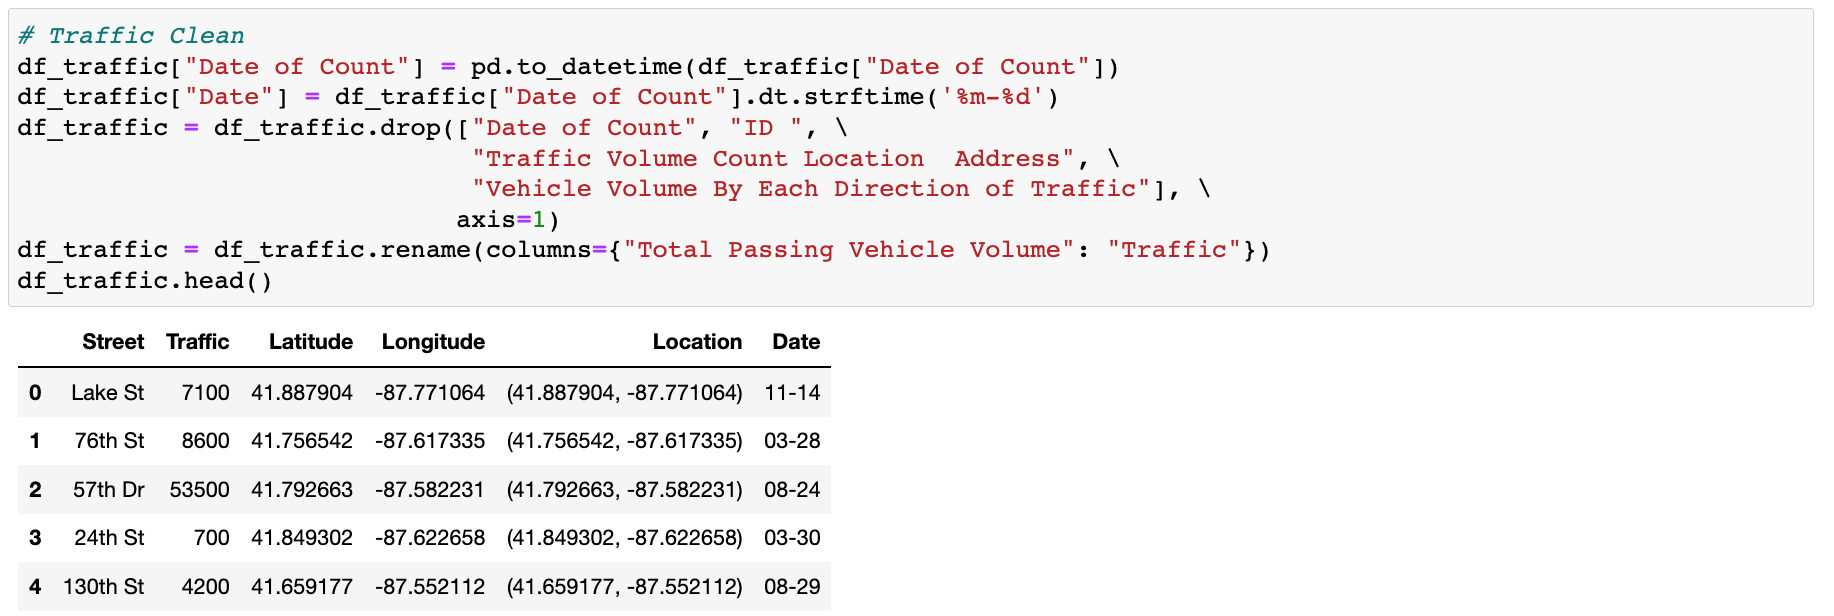 # Traffic Clean
df_traffic["Date of Count"] = pd.to_datetime(df_traffic["Date of Count"])
df_traffic["Date"] = df_traffic["Date of Count"].dt.strftime('%m-%d')
df_traffic = df_traffic.drop(["Date of Count", "ID ", \
                              "Traffic Volume Count Location  Address", \
                              "Vehicle Volume By Each Direction of Traffic"], \
                             axis=1)
df_traffic = df_traffic.rename(columns={"Total Passing Vehicle Volume": "Traffic"})
df_traffic.head()
Street Traffic Latitude Longitude Location Date
0 Lake St 7100 41.887904 -87.771064 (41.887904, -87.771064) 11-14
1 76th St 8600 41.756542 -87.617335 (41.756542, -87.617335) 03-28
2 57th Dr 53500 41.792663 -87.582231 (41.792663, -87.582231) 08-24
3 24th St 700 41.849302 -87.622658 (41.849302, -87.622658) 03-30
4 130th St 4200 41.659177 -87.552112 (41.659177, -87.552112) 08-29